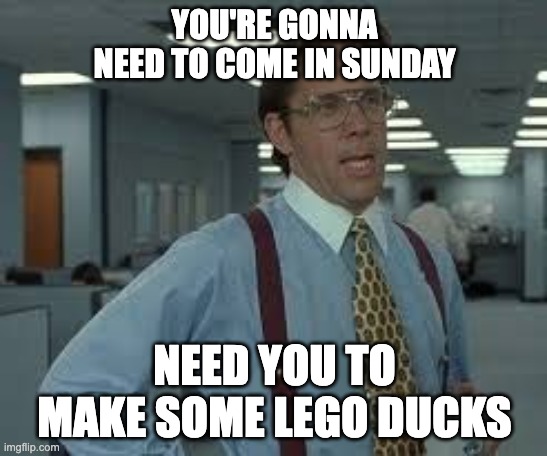 YOU'RE GONNA
NEED TO COME IN SUNDAY
NEED YOU TO
MAKE SOME LEGO DUCKS
imgflip.com